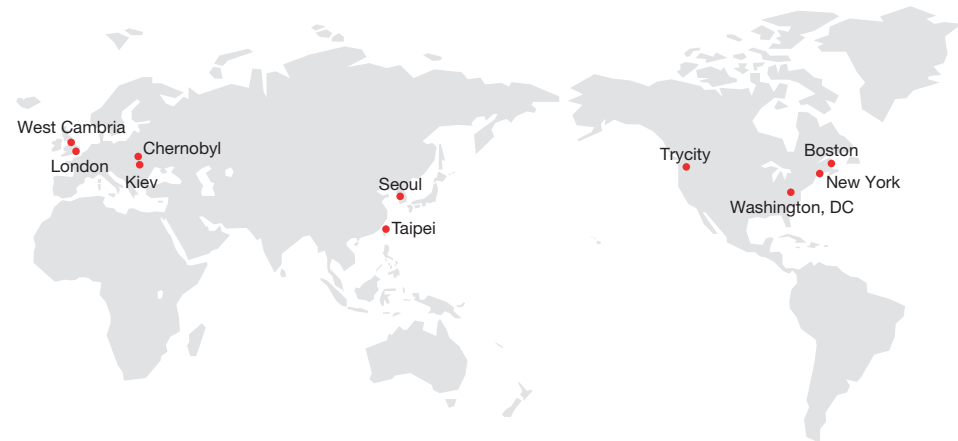 West Cambria
London
Chernobyl
Kiev
Seoul
Taipei
Trycity
Boston
New York
Washington, DC